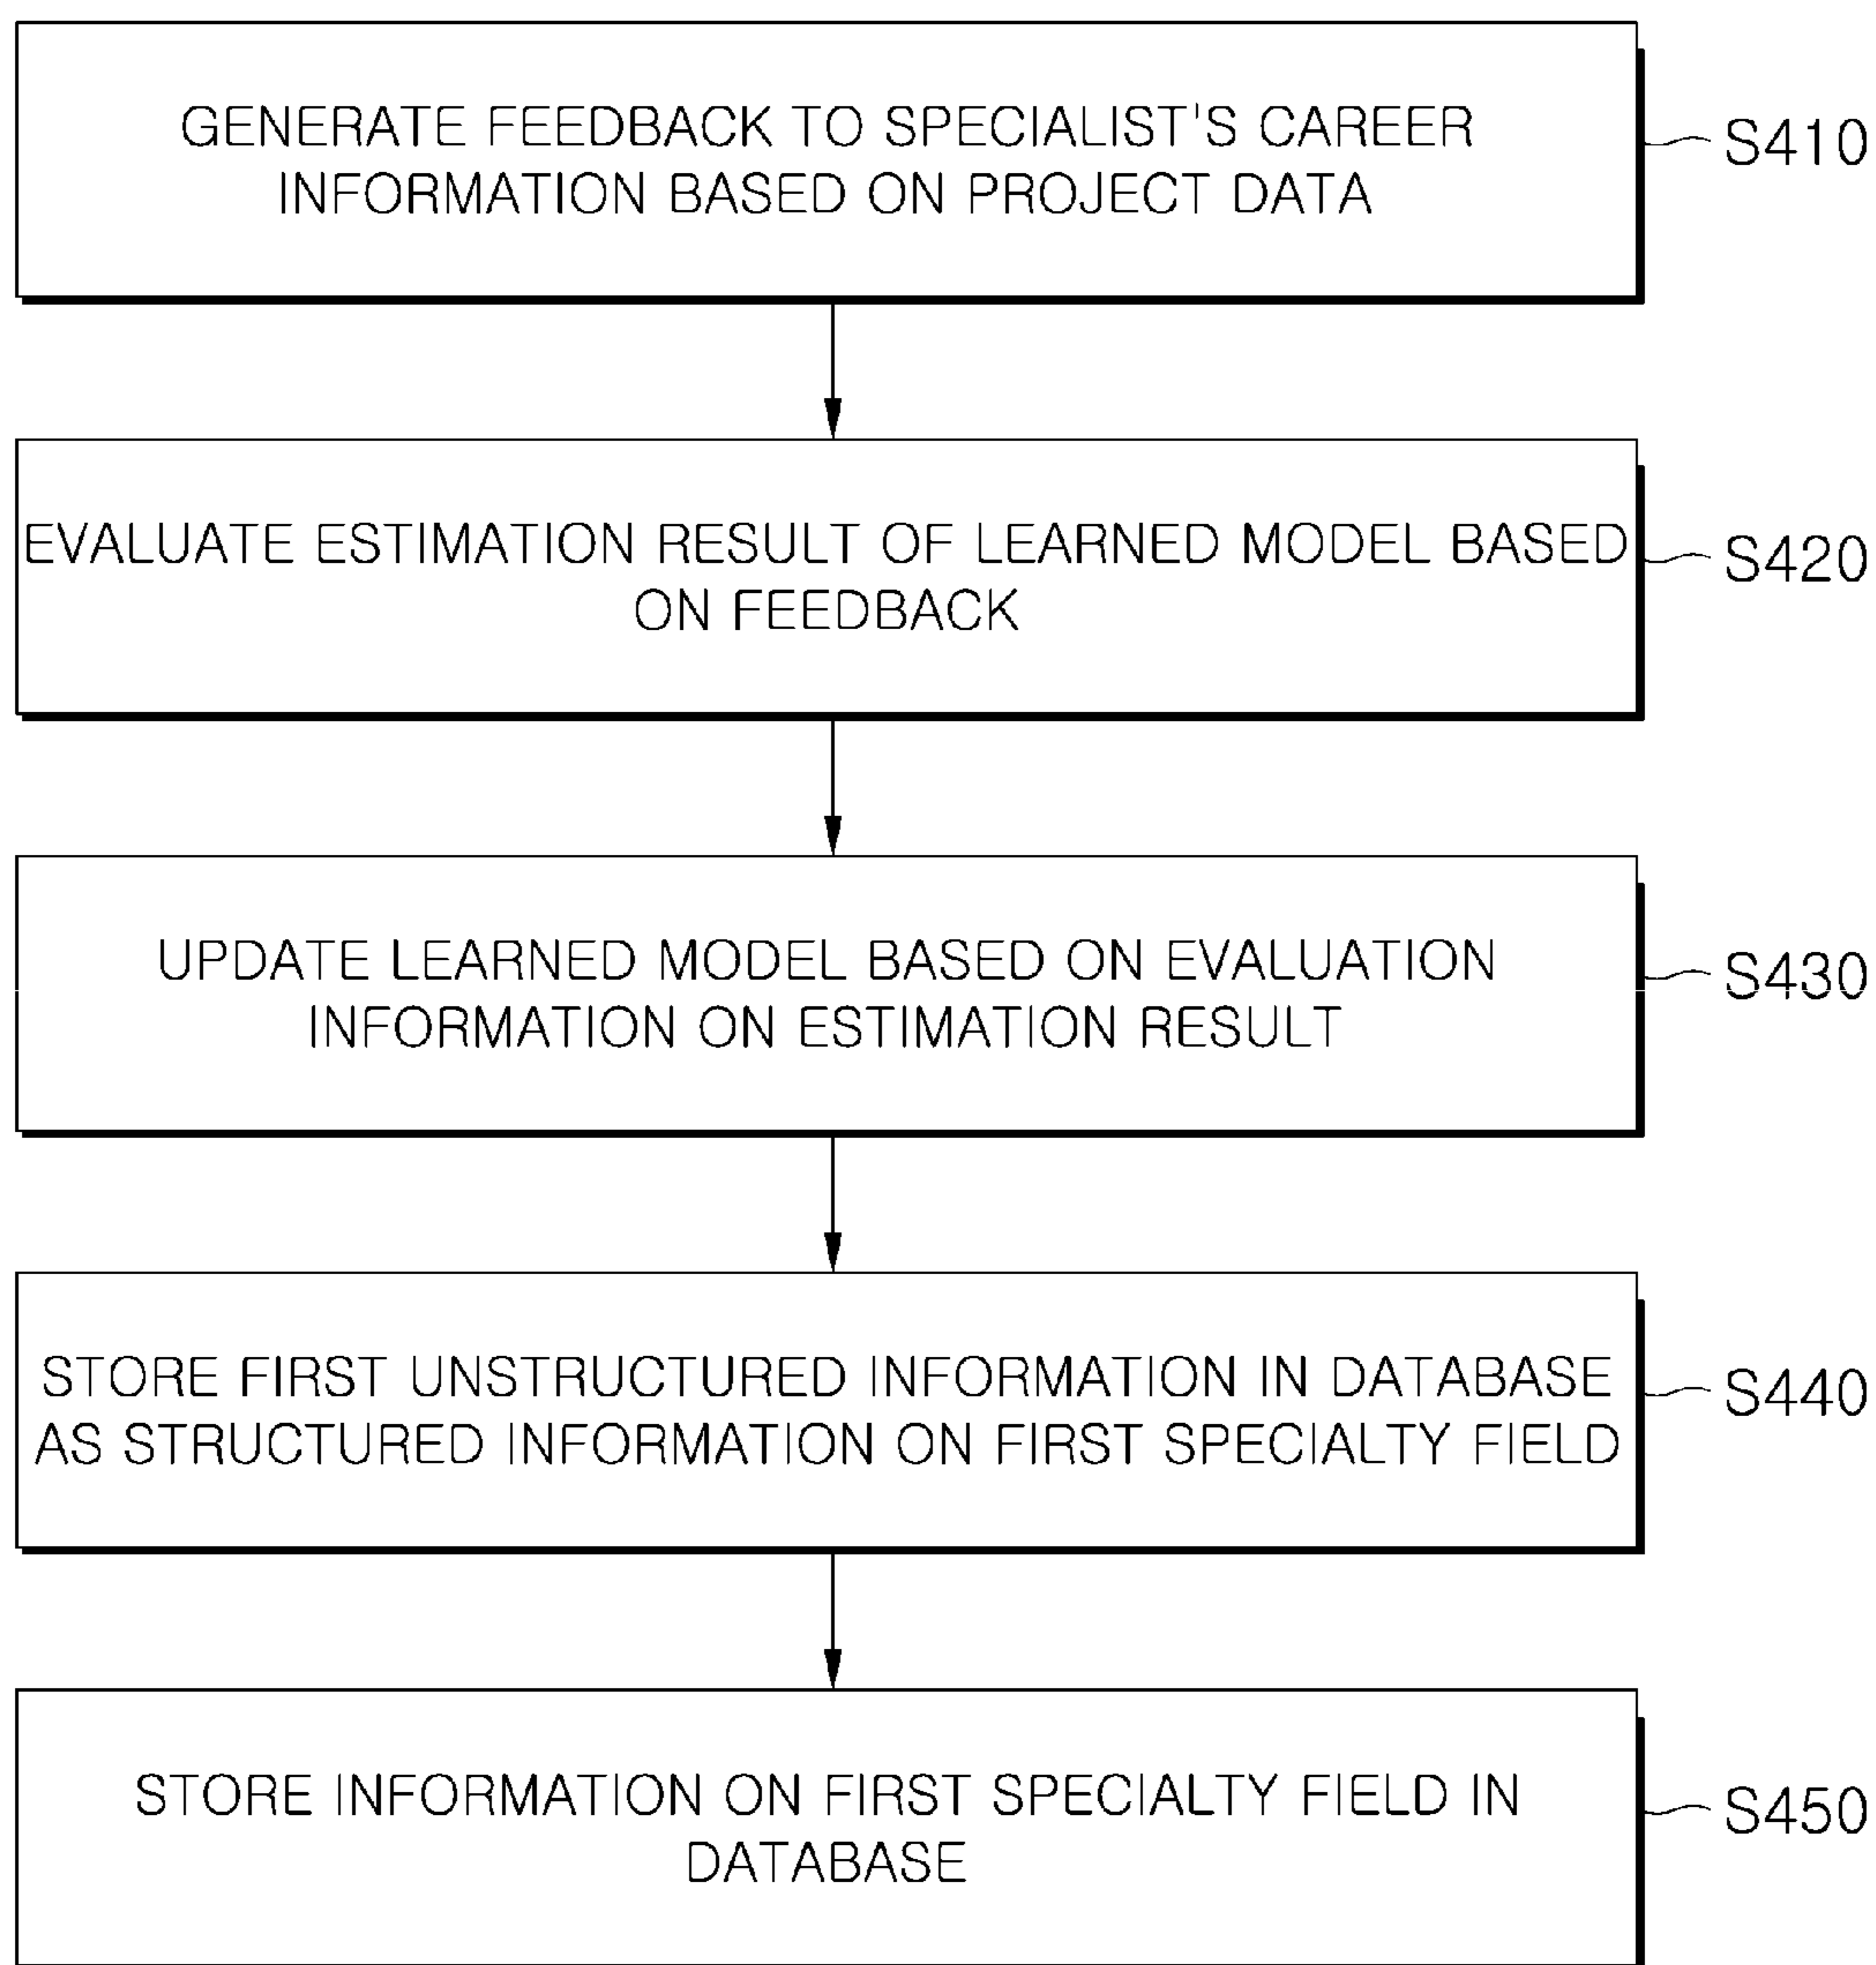 GENERATE FEEDBACK TO SPECIALIST'S CAREER
INFORMATION BASED ON PROJECT DATA
S410
EVALUATE ESTIMATION RESULT OF LEARNED MODEL BASED
ON FEEDBACK
S420
UPDATE LEARNED MODEL BASED ON EVALUATION
INFORMATION ON ESTIMATION RESULT
S430
STORE FIRST UNSTRUCTURED INFORMATION IN DATABASE
AS STRUCTURED INFORMATION ON FIRST SPECIALTY FIELD
S440
STORE INFORMATION ON FIRST SPECIALTY FIELD IN
DATABASE
S450